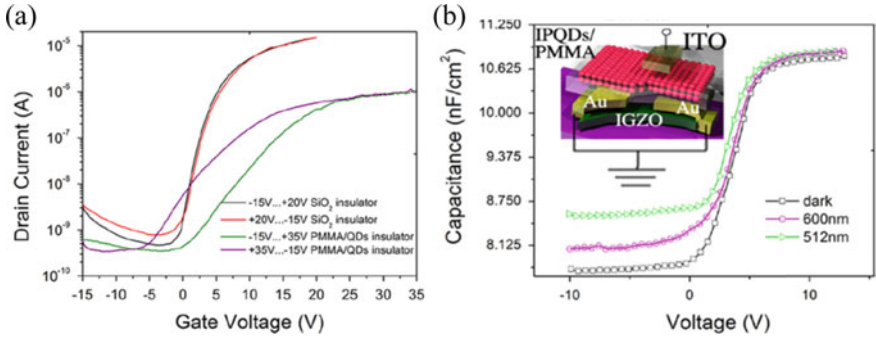 (a)
10⁻⁵
10⁻⁶
10⁻⁷
10⁻⁸
10⁻⁹
10⁻¹⁰
Drain Current (A)
-15V...+20V SiO₂ insulator
+20V...-15V SiO₂ insulator
-15V...+35V PMMA/QDs insulator
+35V...-15V PMMA/QDs insulator
-15 -10 -5 0 5 10 15 20 25 30 35
Gate Voltage (V)
(b)
11.250
10.625
10.000
9.375
8.750
8.125
Capacitance (nF/cm²)
IPQDs/
PMMA
ITO
Au
Au
IGZO
dark
600nm
512nm
-10 -5 0 5 10
Voltage (V)